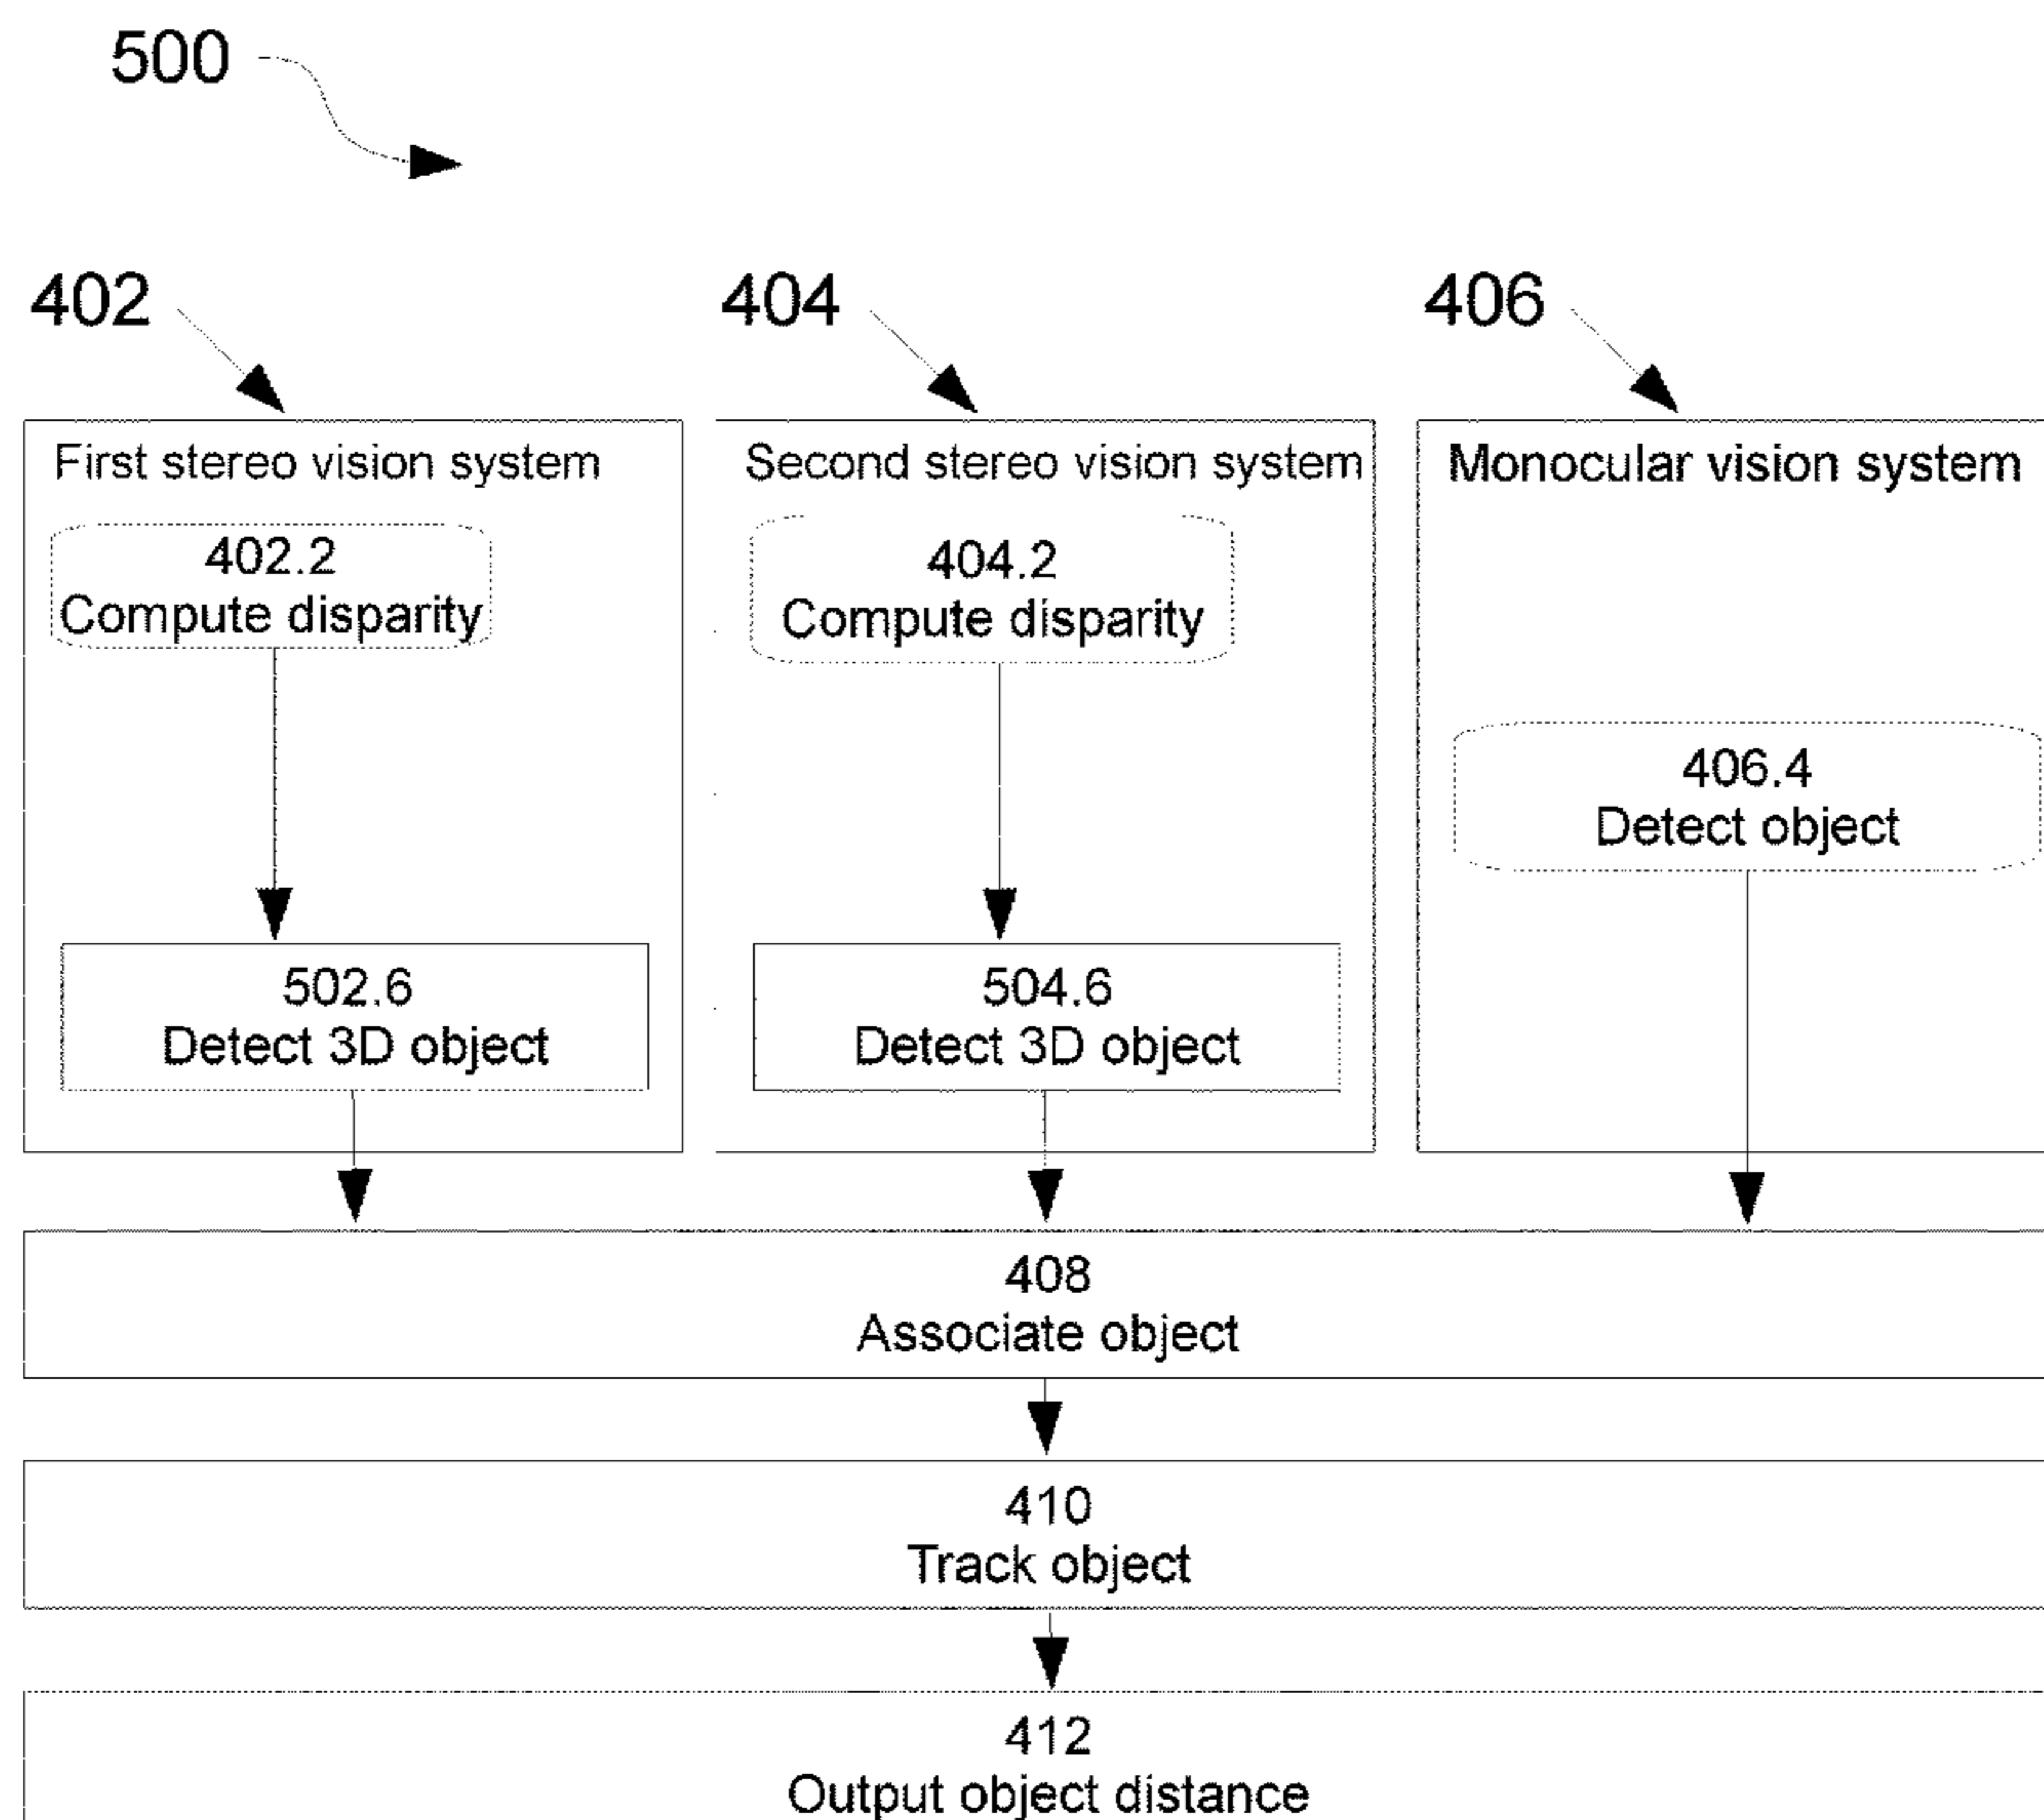 500
402
404
406
First stereo vision system
Second stereo vision system
Monocular vision system
402.2
Compute disparity
404.2
Compute disparity
406.4
Detect object
502.6
Detect 3D object
504.6
Detect 3D object
408
Associate object
410
Track object
412
Output object distance